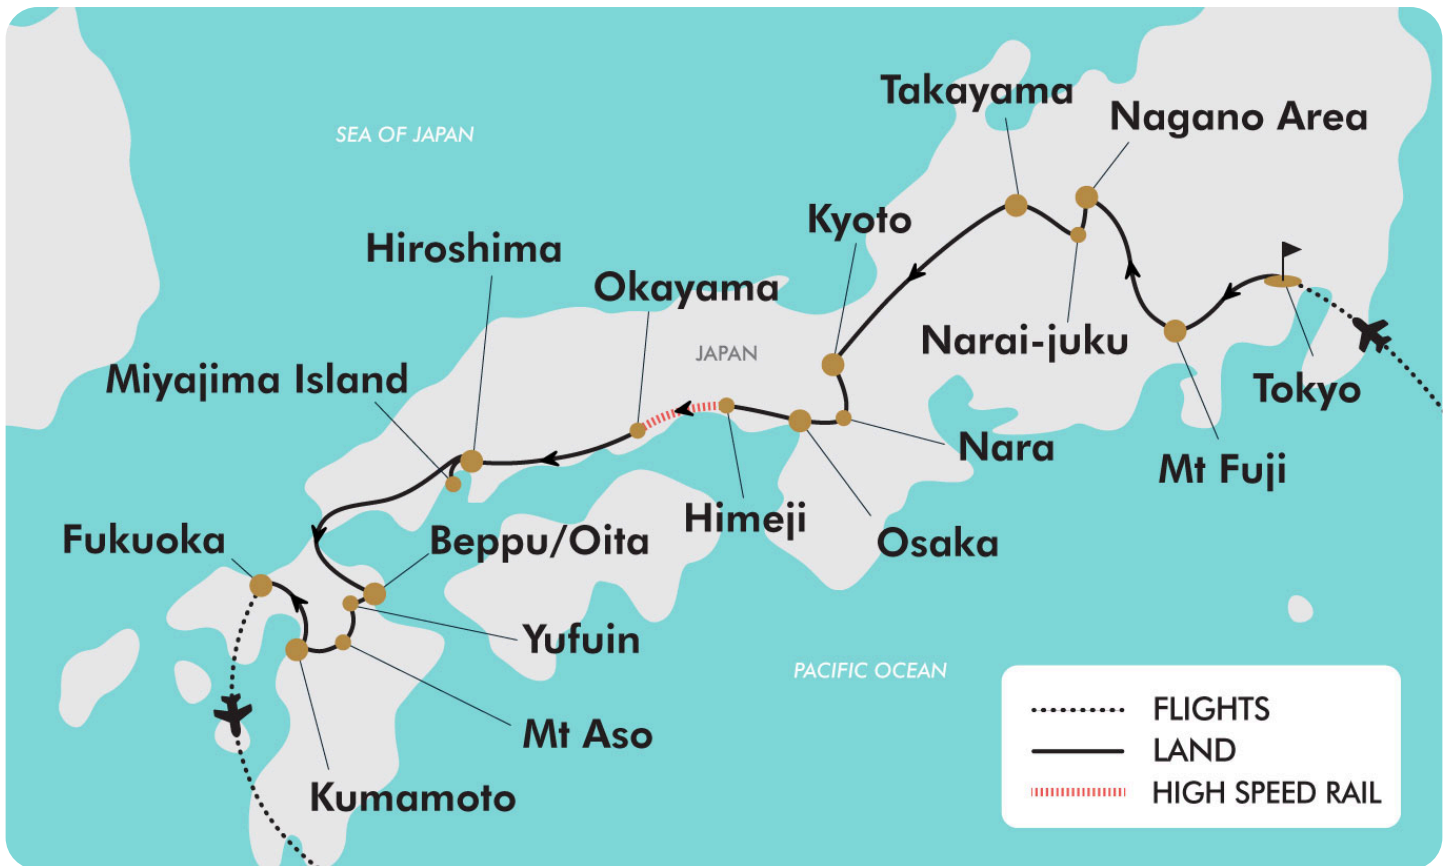 Takayama
Nagano Area
SEA OF JAPAN
Kyoto
Hiroshima
Okayama
Narai-juku
JAPAN
Miyajima Island
Tokyo
Nara
Mt Fuji
Himeji
Fukuoka
Beppu/Oita
Osaka
Yufuin
PACIFIC OCEAN
Mt Aso
Kumamoto
FLIGHTS
LAND
HIGH SPEED RAIL